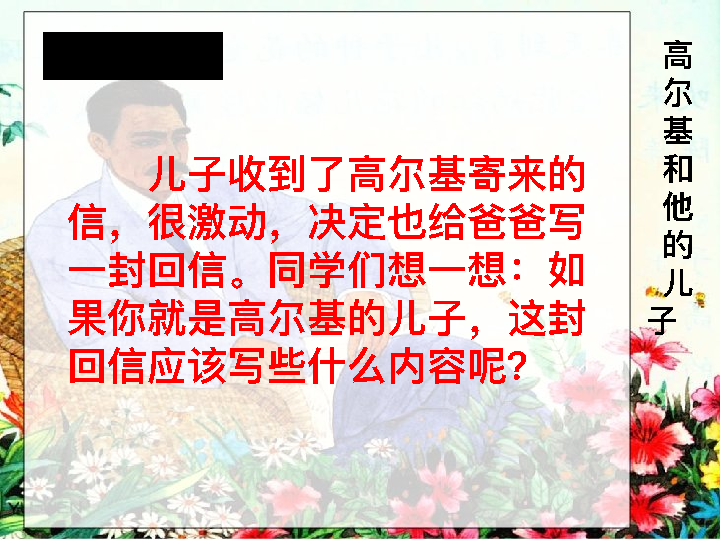 儿子收到了高尔基寄来的
信，很激动，决定也给爸爸写
一封回信。同学们想一想：如
果你就是高尔基的儿子，这封
回信应该写些什么内容呢？
高尔基和他的儿子